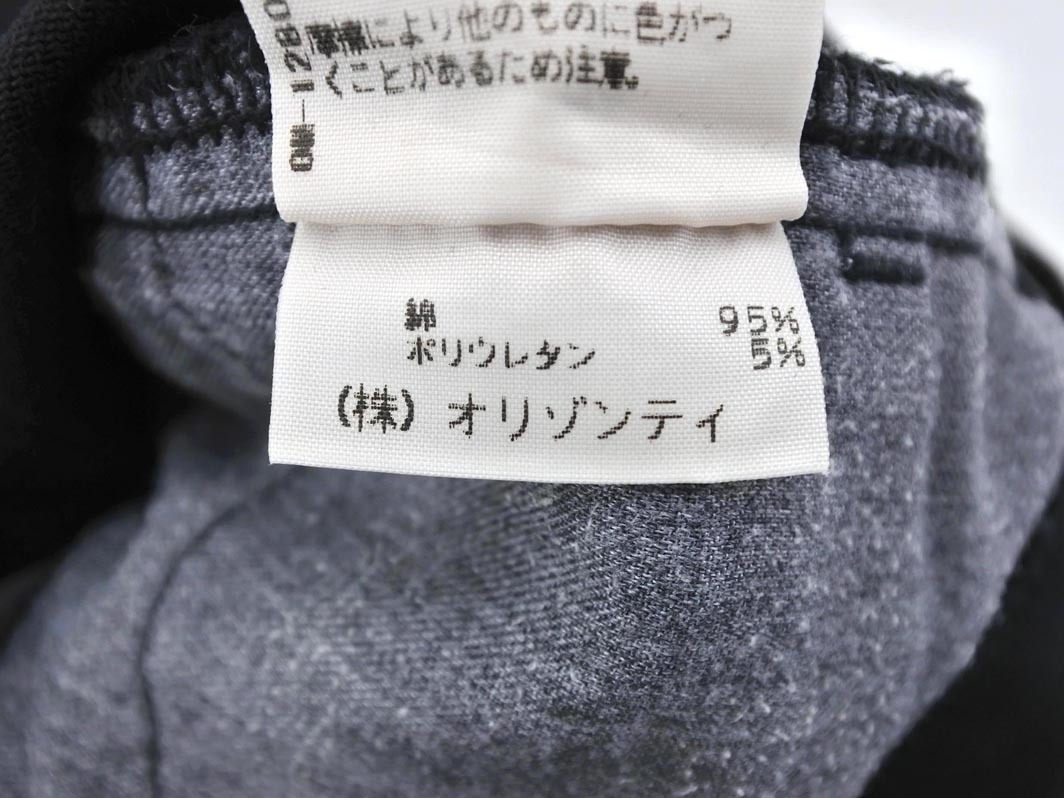 摩擦により他のものに色がつ
くことがあるため注意。
綿 95%
ポリウレタン 5%
(株) オリゾンティ